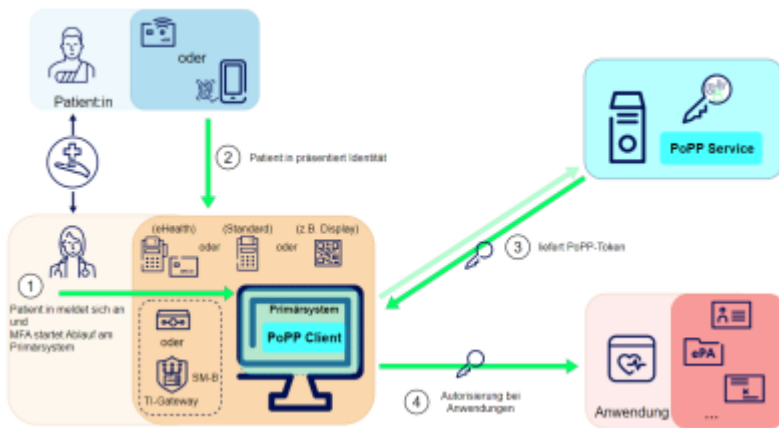 oder
Patient:in
2
Patient in präsentiert Identität
PoPP Service
(eHealth)
(Standard)
(z.B. Display)
oder
oder
3
liefert PoPP-Token
1
Patient in meldet sich an
und
MFA startet Ablauf am
Primärsystem
Primärsystem
PoPP Client
oder
SM-B
TI-Gateway
4
Autorisierung bei
Anwendungen
ePA
Anwendung
...